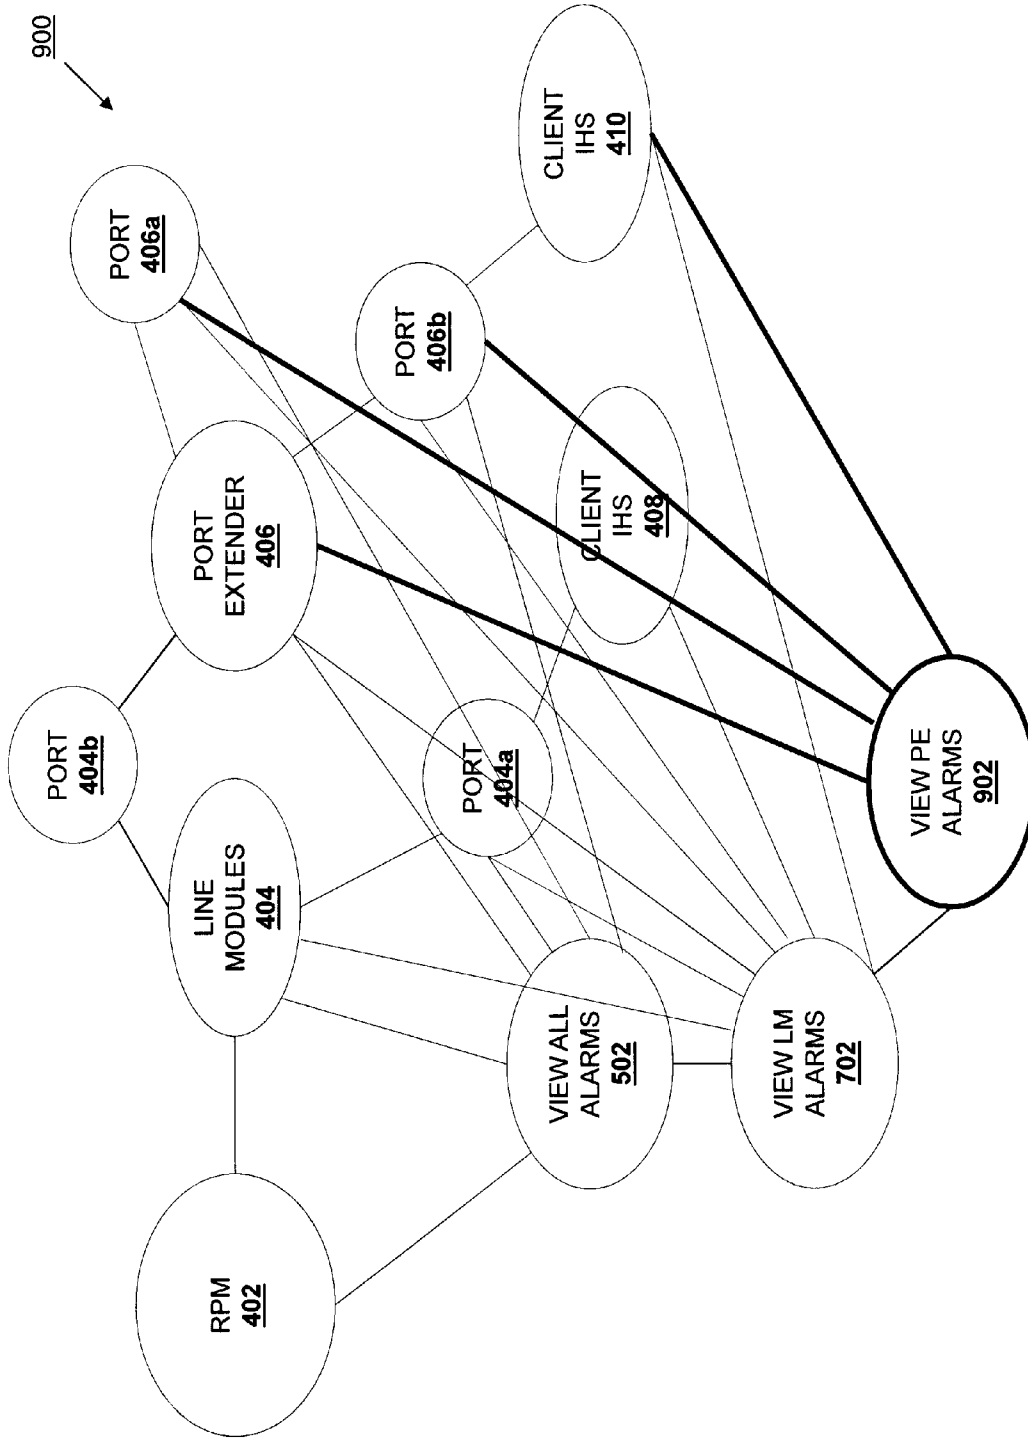 900
PORT
406a
CLIENT
IHS
410
PORT
406b
PORT
EXTENDER
406
CLIENT
IHS
408
PORT
404b
PORT
404a
LINE
MODULES
404
VIEW PE
ALARMS
902
VIEW ALL
ALARMS
502
VIEW LM
ALARMS
702
RPM
402